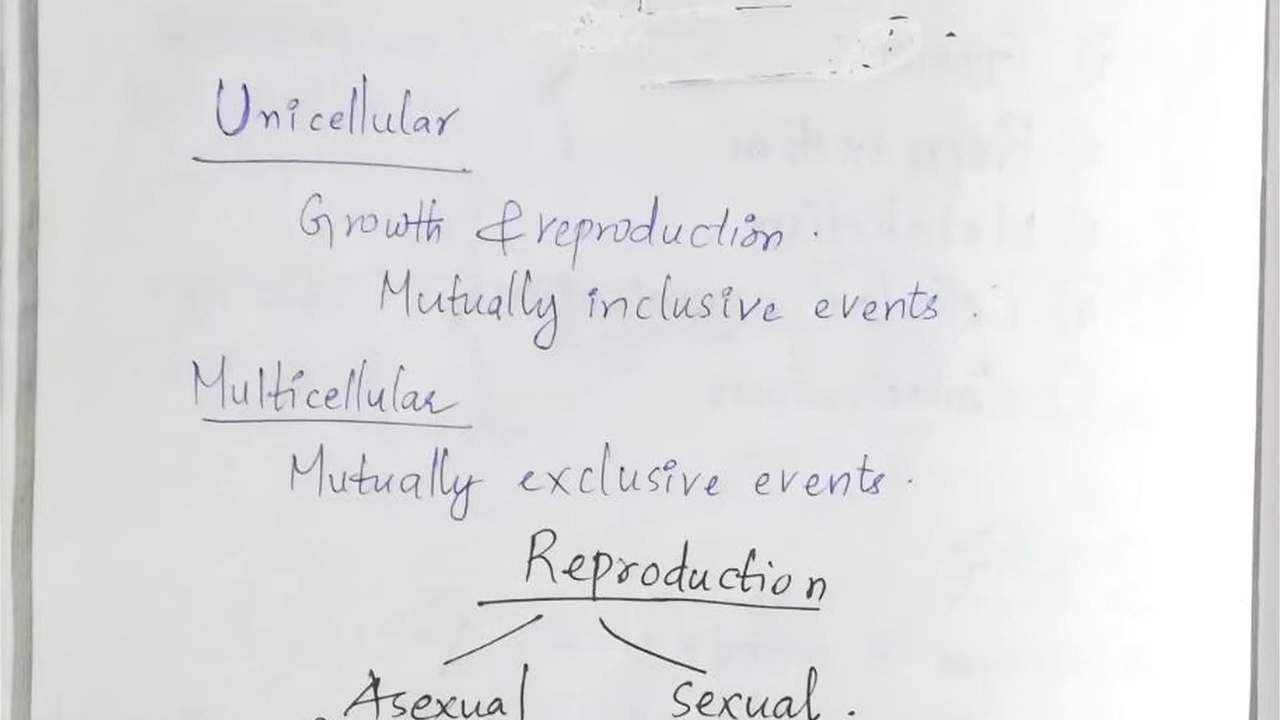 Unicellular
Growth & reproduction.
Mutually inclusive events.
Multicellular
Mutually exclusive events.
Reproduction
Asexual sexual.